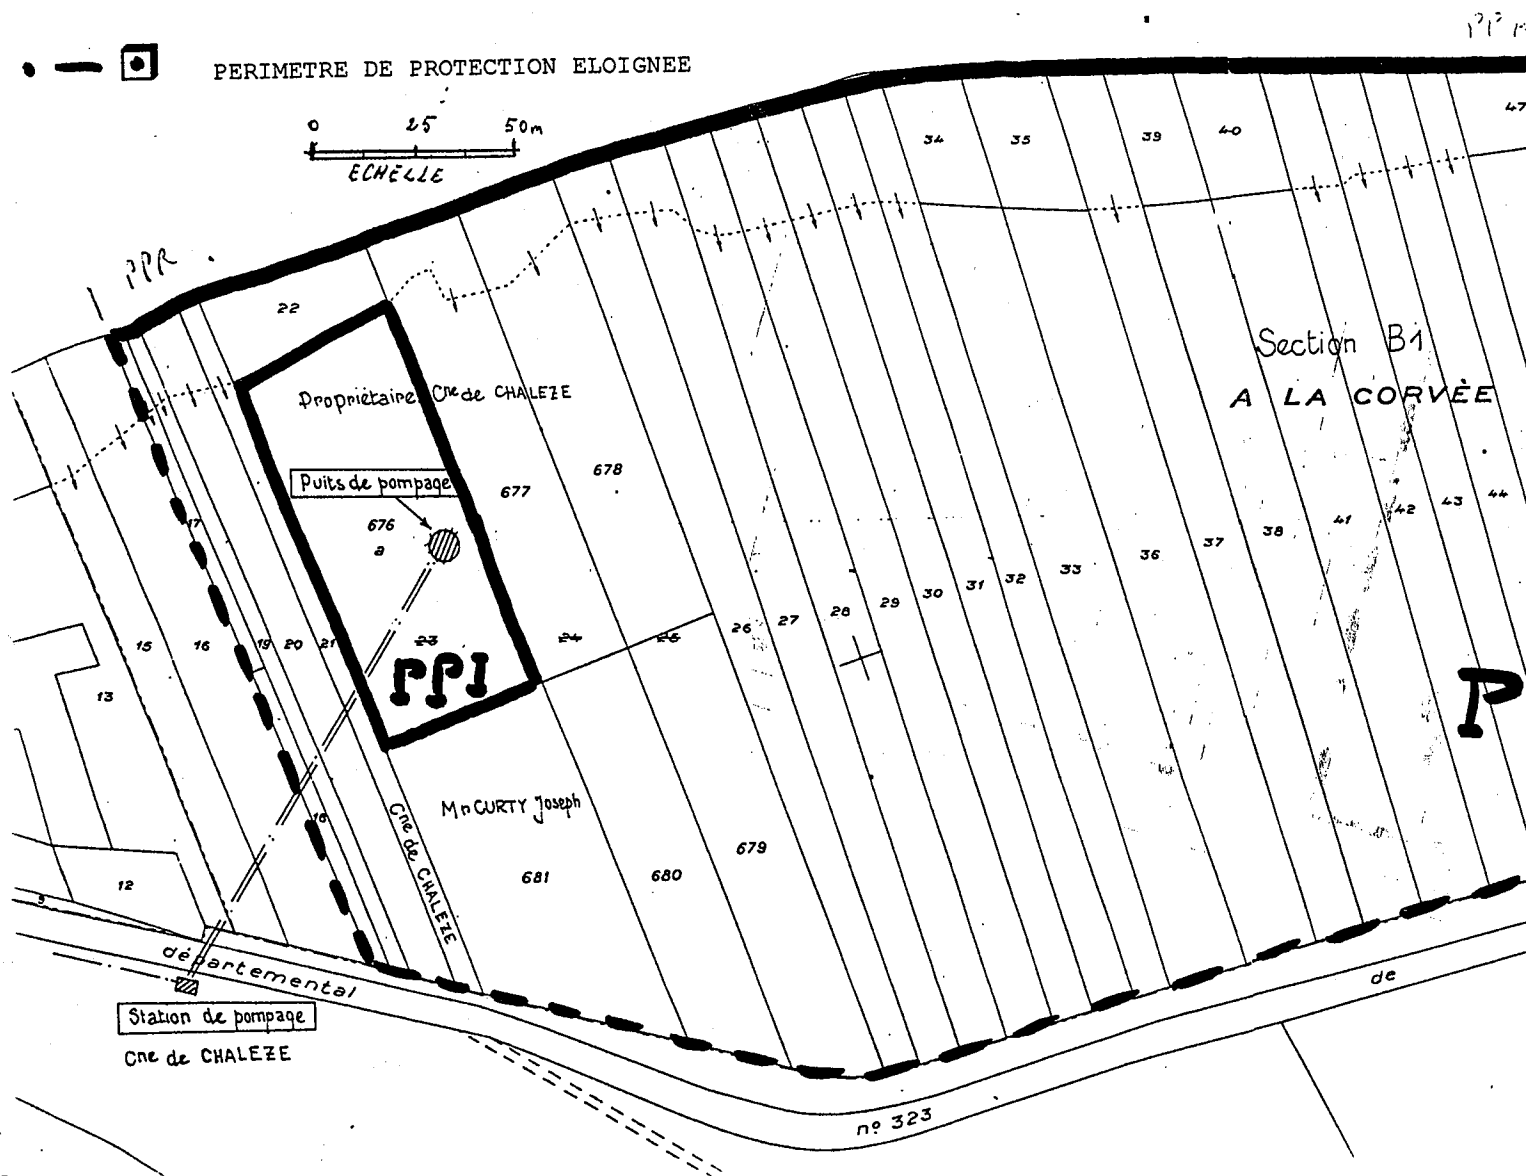 PERIMETRE DE PROTECTION ELOIGNEE
0 25 50m
ECHELLE
PPR
47
34 35 39 40
22
Section B1
A LA CORVÈE
Propriétaire Cne de CHALEZE
Puits de pompage
676
a
677
678
17
41 42 43 44
33 36 37 38
26 27 28 29 30 31 32
15 16 19 20 21 23 24 25
PPI
P
13
18
Mr CURTY Joseph
Cne de CHALEZE
681 680 679
12
9
départemental
de
Station de pompage
Cne de CHALEZE
nº 323